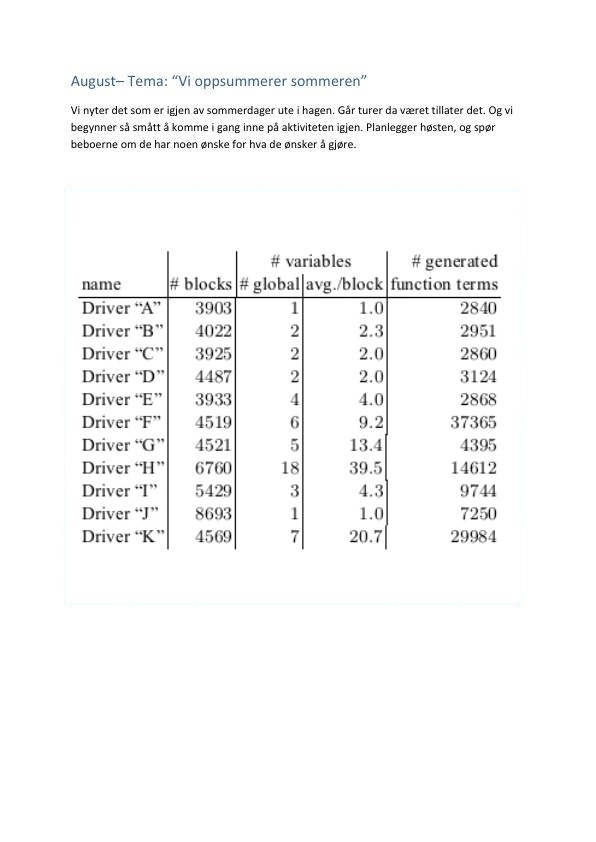 August– Tema: “Vi oppsummerer sommeren”
Vi nyter det som er igjen av sommerdager ute i hagen. Går turer da været tillater det. Og vi
begynner så smått å komme i gang inne på aktiviteten igjen. Planlegger høsten, og spør
beboerne om de har noen ønske for hva de ønsker å gjøre.
# variables # generated
name # blocks # global avg./block function terms
Driver “A” 3903 1 1.0 2840
Driver “B” 4022 2 2.3 2951
Driver “C” 3925 2 2.0 2860
Driver “D” 4487 2 2.0 3124
Driver “E” 3933 4 4.0 2868
Driver “F” 4519 6 9.2 37365
Driver “G” 4521 5 13.4 4395
Driver “H” 6760 18 39.5 14612
Driver “I” 5429 3 4.3 9744
Driver “J” 8693 1 1.0 7250
Driver “K” 4569 7 20.7 29984